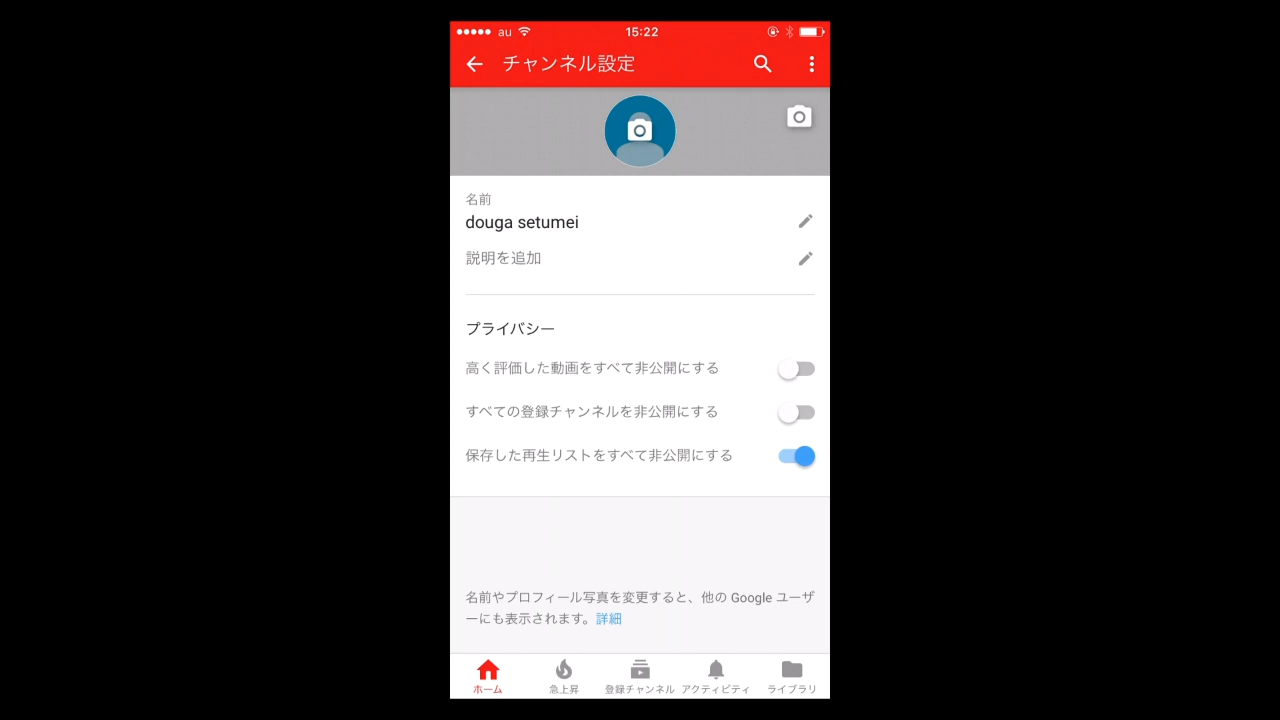 au 15:22
チャンネル設定
名前
douga setumei
説明を追加
プライバシー
高く評価した動画をすべて非公開にする
すべての登録チャンネルを非公開にする
保存した再生リストをすべて非公開にする
名前やプロフィール写真を変更すると、他の Google ユーザ
ーにも表示されます。詳細
ホーム 急上昇 登録チャンネル アクティビティ ライブラリ